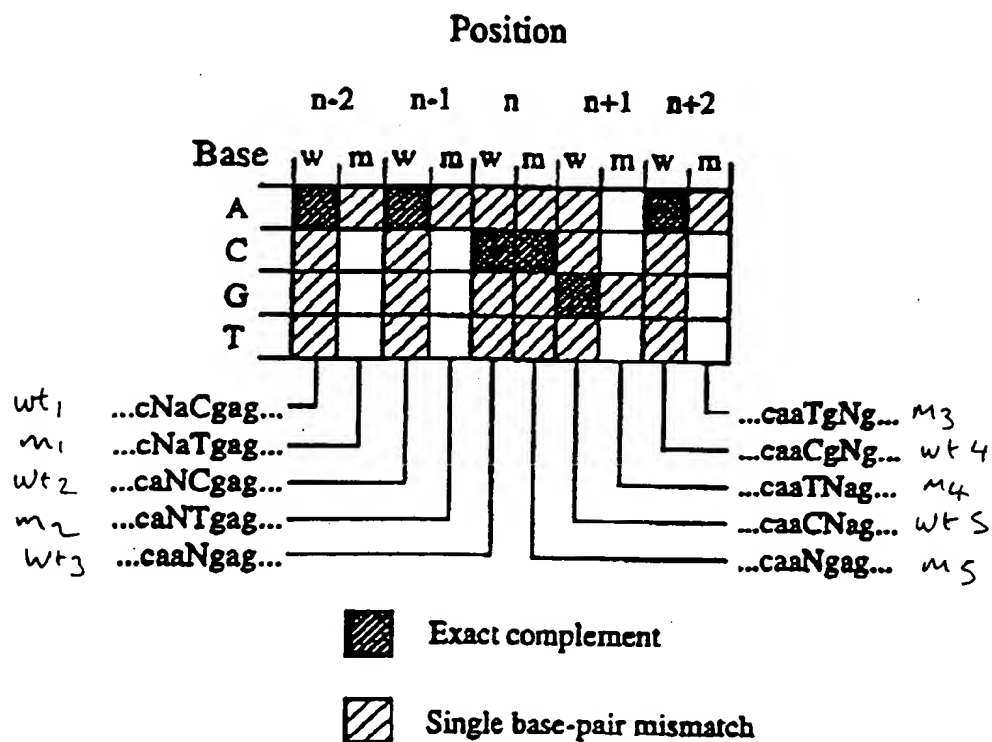 Position
n-2 n-1 n n+1 n+2
Base w m w m w m w m w m
A
C
G
T
wt1 ...cNaCgag...
m1 ...cNaTgag...
wt2 ...caNCgag...
m2 ...caNTgag...
wt3 ...caaNgag...
...caaTgNg... m3
...caaCgNg... wt4
...caaTNag... m4
...caaCNag... wt5
...caaNgag... m5
Exact complement
Single base-pair mismatch